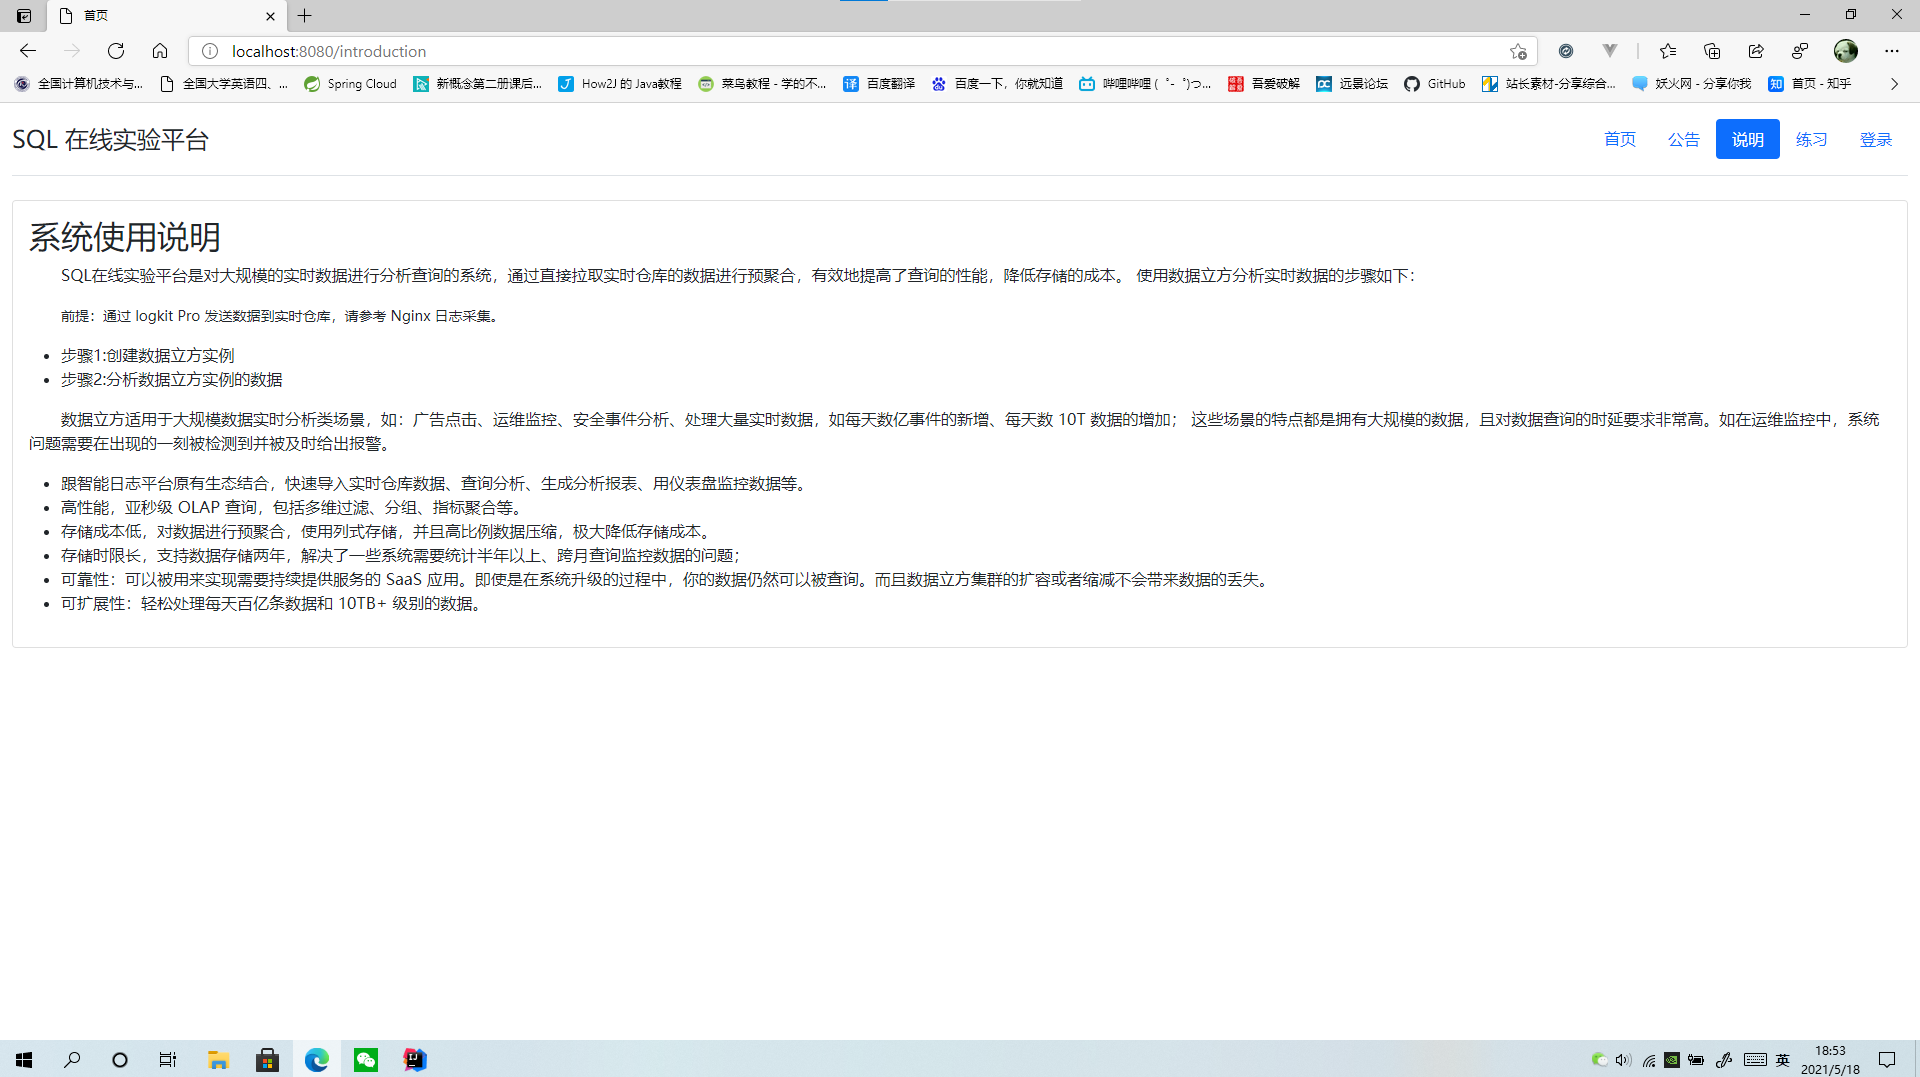 首页
localhost:8080/introduction
全国计算机技术与...
全国大学英语四、...
Spring Cloud
新概念第二册课后...
How2J 的 Java教程
菜鸟教程 - 学的不...
百度翻译
百度一下，你就知道
哔哩哔哩 ( ゜- ゜)つ...
吾爱破解
远景论坛
GitHub
站长素材-分享综合...
妖火网 - 分享你我
首页 - 知乎
SQL 在线实验平台
首页
公告
说明
练习
登录
系统使用说明
SQL在线实验平台是对大规模的实时数据进行分析查询的系统，通过直接拉取实时仓库的数据进行预聚合，有效地提高了查询的性能，降低存储的成本。 使用数据立方分析实时数据的步骤如下：
前提：通过 logkit Pro 发送数据到实时仓库，请参考 Nginx 日志采集。
• 步骤1:创建数据立方实例
• 步骤2:分析数据立方实例的数据
数据立方适用于大规模数据实时分析类场景，如：广告点击、运维监控、安全事件分析、处理大量实时数据，如每天数亿事件的新增、每天数 10T 数据的增加； 这些场景的特点都是拥有大规模的数据，且对数据查询的时延要求非常高。如在运维监控中，系统
问题需要在出现的一刻被检测到并被及时给出报警。
• 跟智能日志平台原有生态结合，快速导入实时仓库数据、查询分析、生成分析报表、用仪表盘监控数据等。
• 高性能，亚秒级 OLAP 查询，包括多维过滤、分组、指标聚合等。
• 存储成本低，对数据进行预聚合，使用列式存储，并且高比例数据压缩，极大降低存储成本。
• 存储时限长，支持数据存储两年，解决了一些系统需要统计半年以上、跨月查询监控数据的问题；
• 可靠性：可以被用来实现需要持续提供服务的 SaaS 应用。即使是在系统升级的过程中，你的数据仍然可以被查询。而且数据立方集群的扩容或者缩减不会带来数据的丢失。
• 可扩展性：轻松处理每天百亿条数据和 10TB+ 级别的数据。
英
18:53
2021/5/18